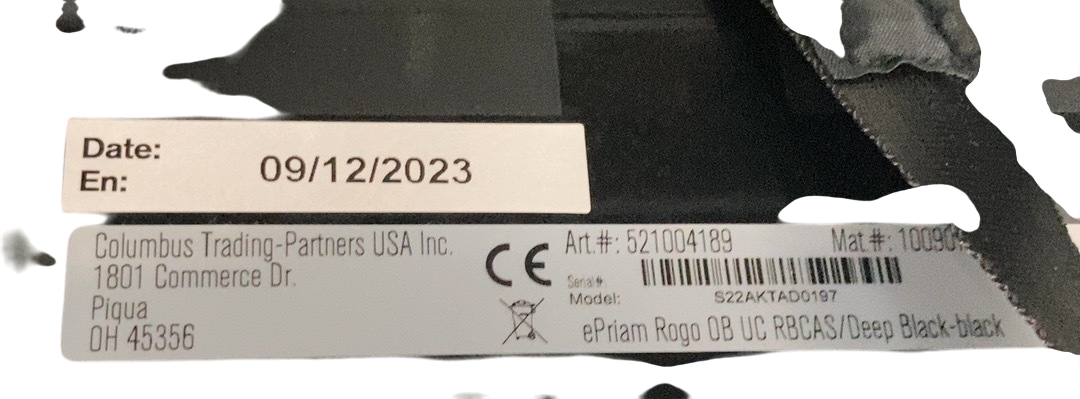 Date:
En:
09/12/2023
Columbus Trading-Partners USA Inc.
1801 Commerce Dr.
Piqua
OH 45356
CE
Art.#: 521004189
Mat.#:
Serial#:
Model:
S22AKTAD0197
ePriam Rogo OB UC RBCAS/Deep Black-black